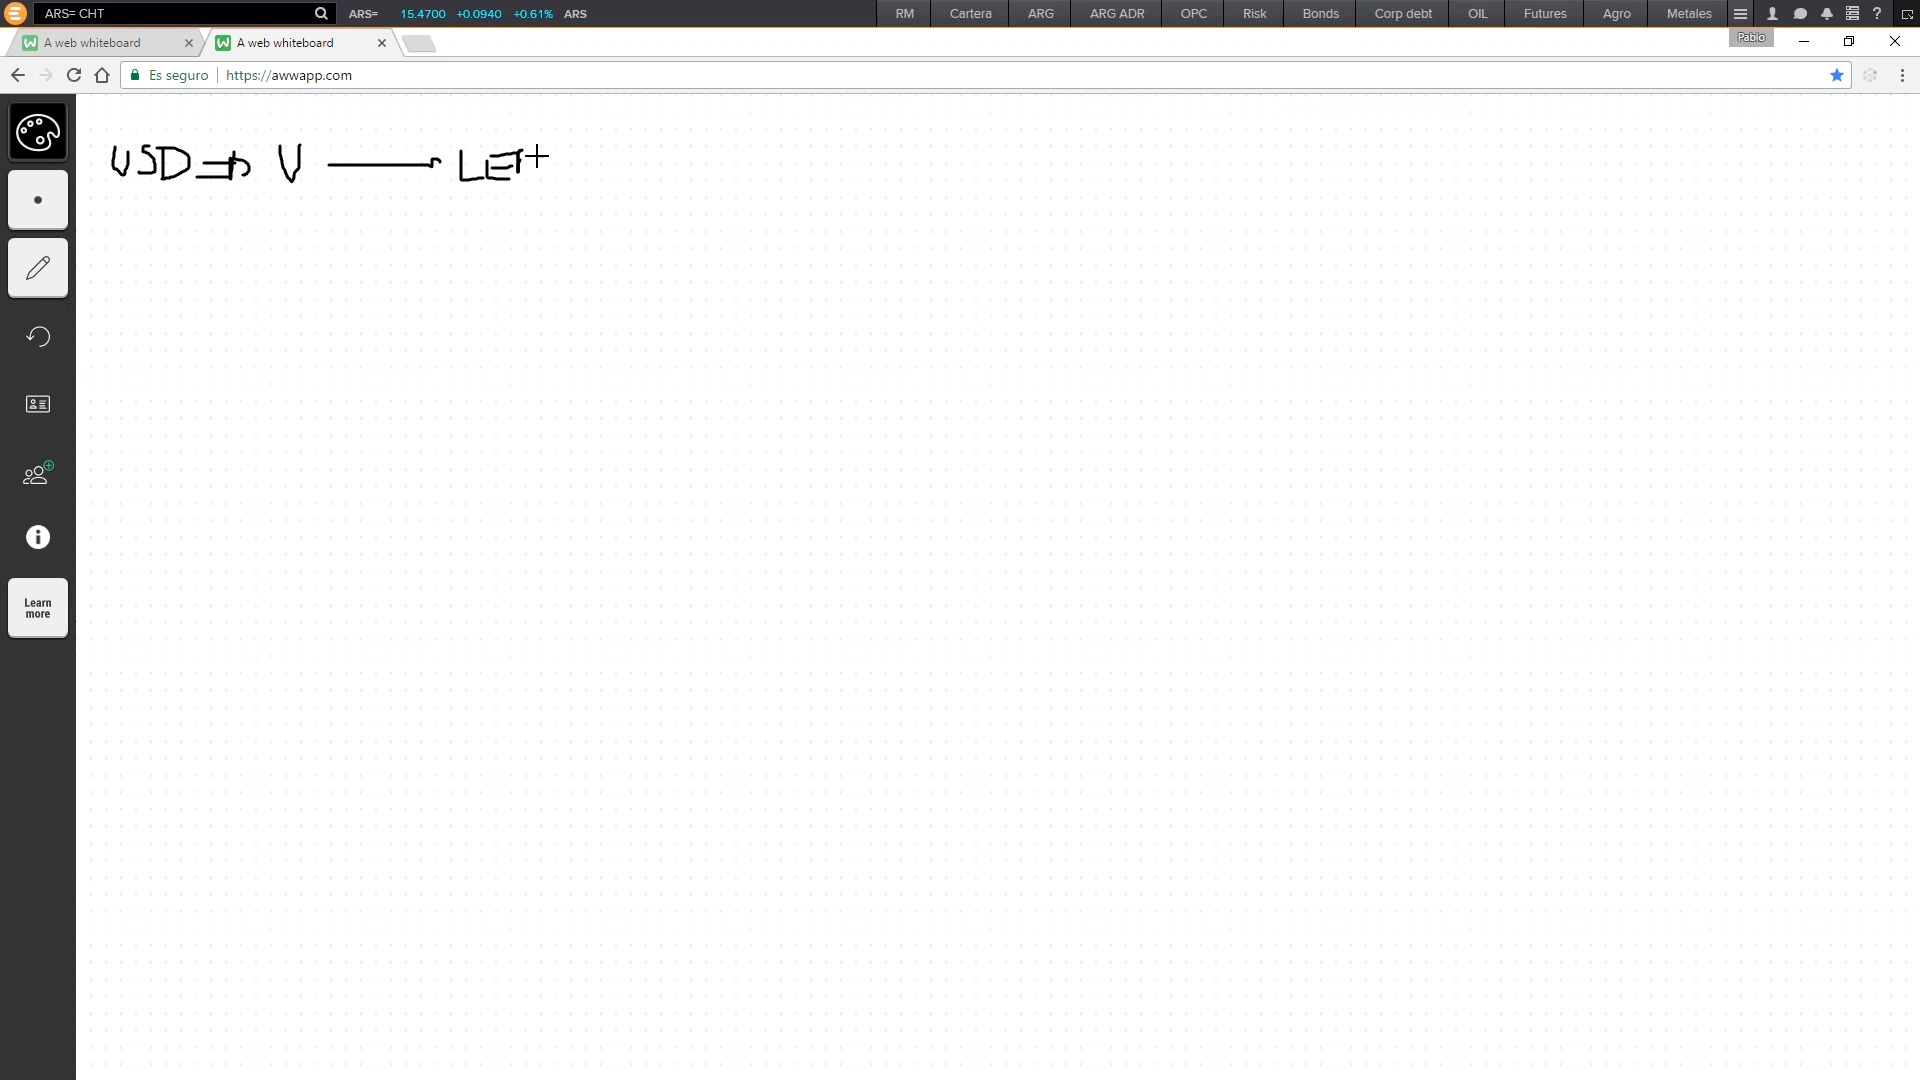 ARS= CHT ARS= 15.4700 +0.0940 +0.61% ARS RM Cartera ARG ARG ADR OPC Risk Bonds Corp debt OIL Futures Agro Metales ?
A web whiteboard A web whiteboard Pablo
Es seguro https://awwapp.com
USD ⇒ V → LE
Learn
more